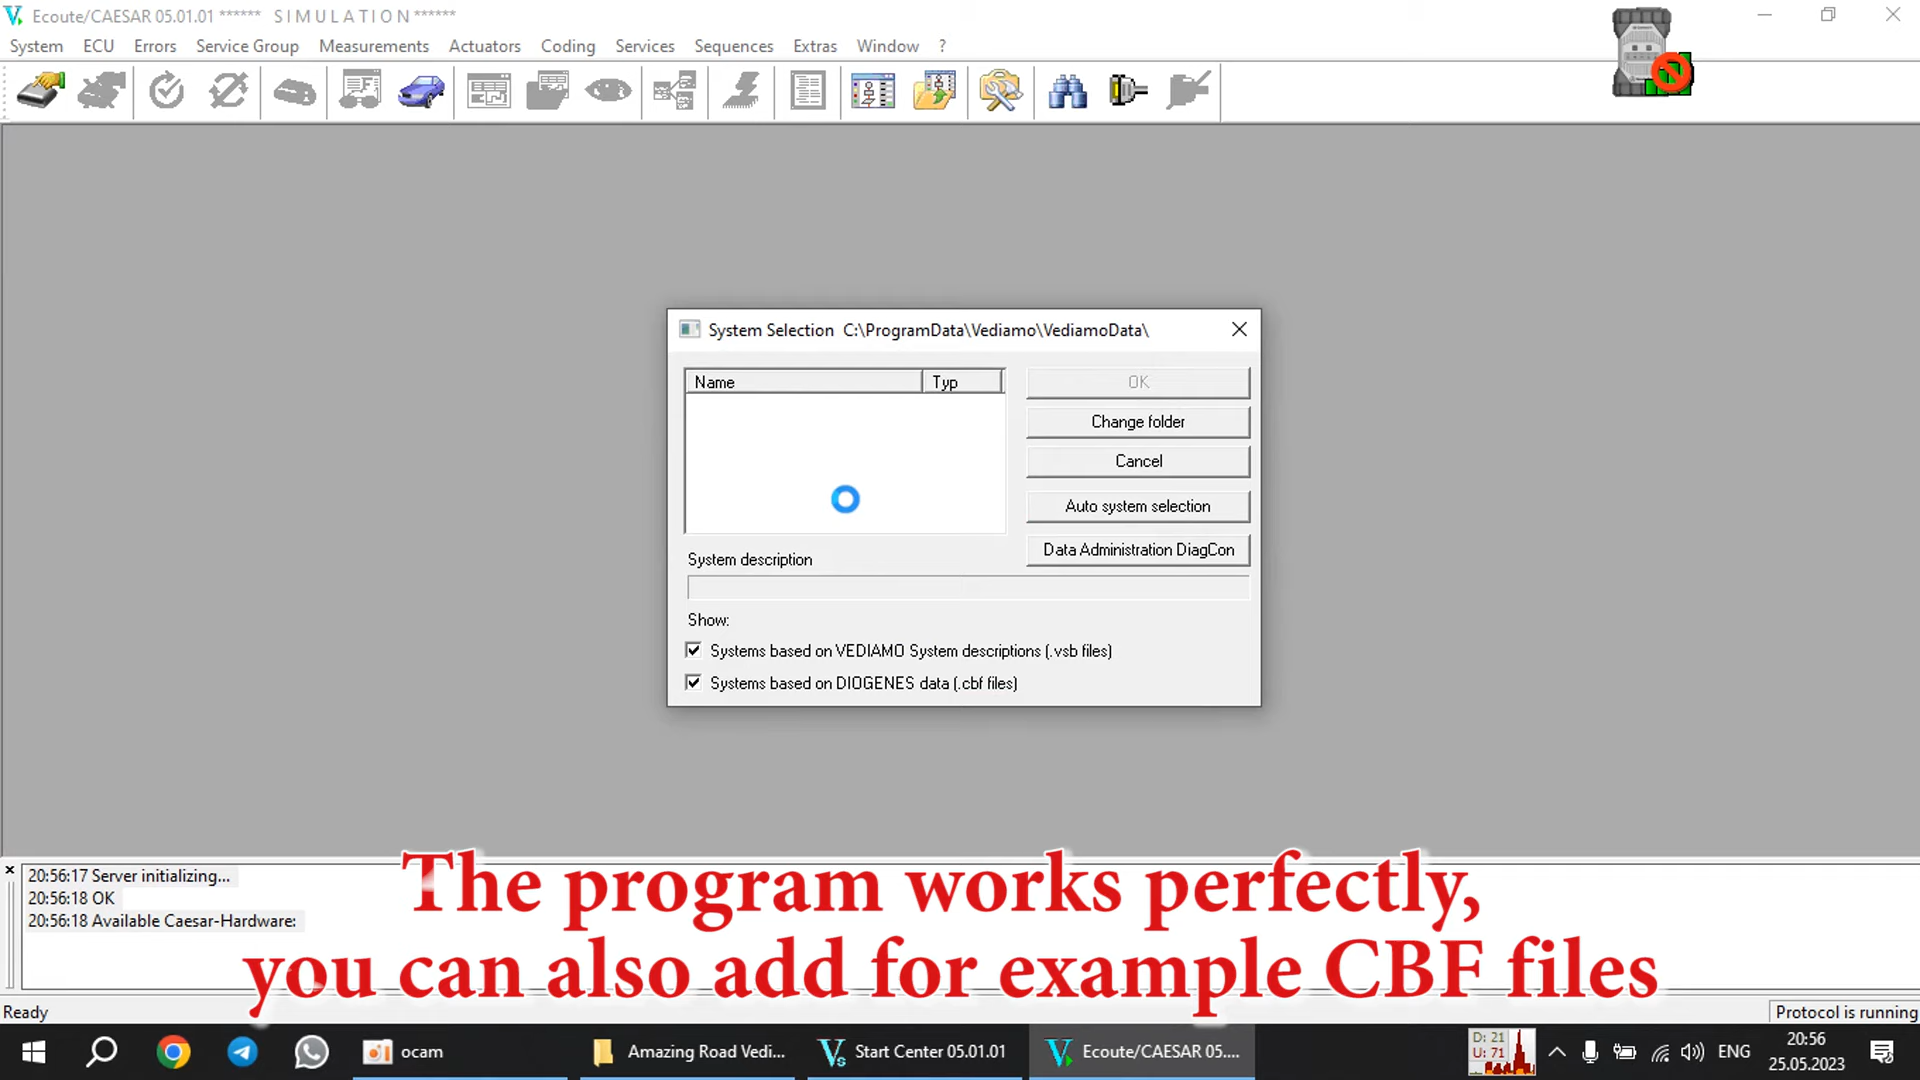 Ecoute/CAESAR 05.01.01 ****** S I M U L A T I O N ******
System ECU Errors Service Group Measurements Actuators Coding Services Sequences Extras Window ?
System Selection C:\ProgramData\Vediamo\VediamoData\
Name Typ
OK
Change folder
Cancel
Auto system selection
Data Administration DiagCon
System description
Show:
Systems based on VEDIAMO System descriptions (.vsb files)
Systems based on DIOGENES data (.cbf files)
20:56:17 Server initializing...
20:56:18 OK
20:56:18 Available Caesar-Hardware:
The program works perfectly,
you can also add for example CBF files
Ready
Protocol is running
ocam
Amazing Road Vedi...
Start Center 05.01.01
Ecoute/CAESAR 05....
D: 21
U: 71
ENG
20:56
25.05.2023